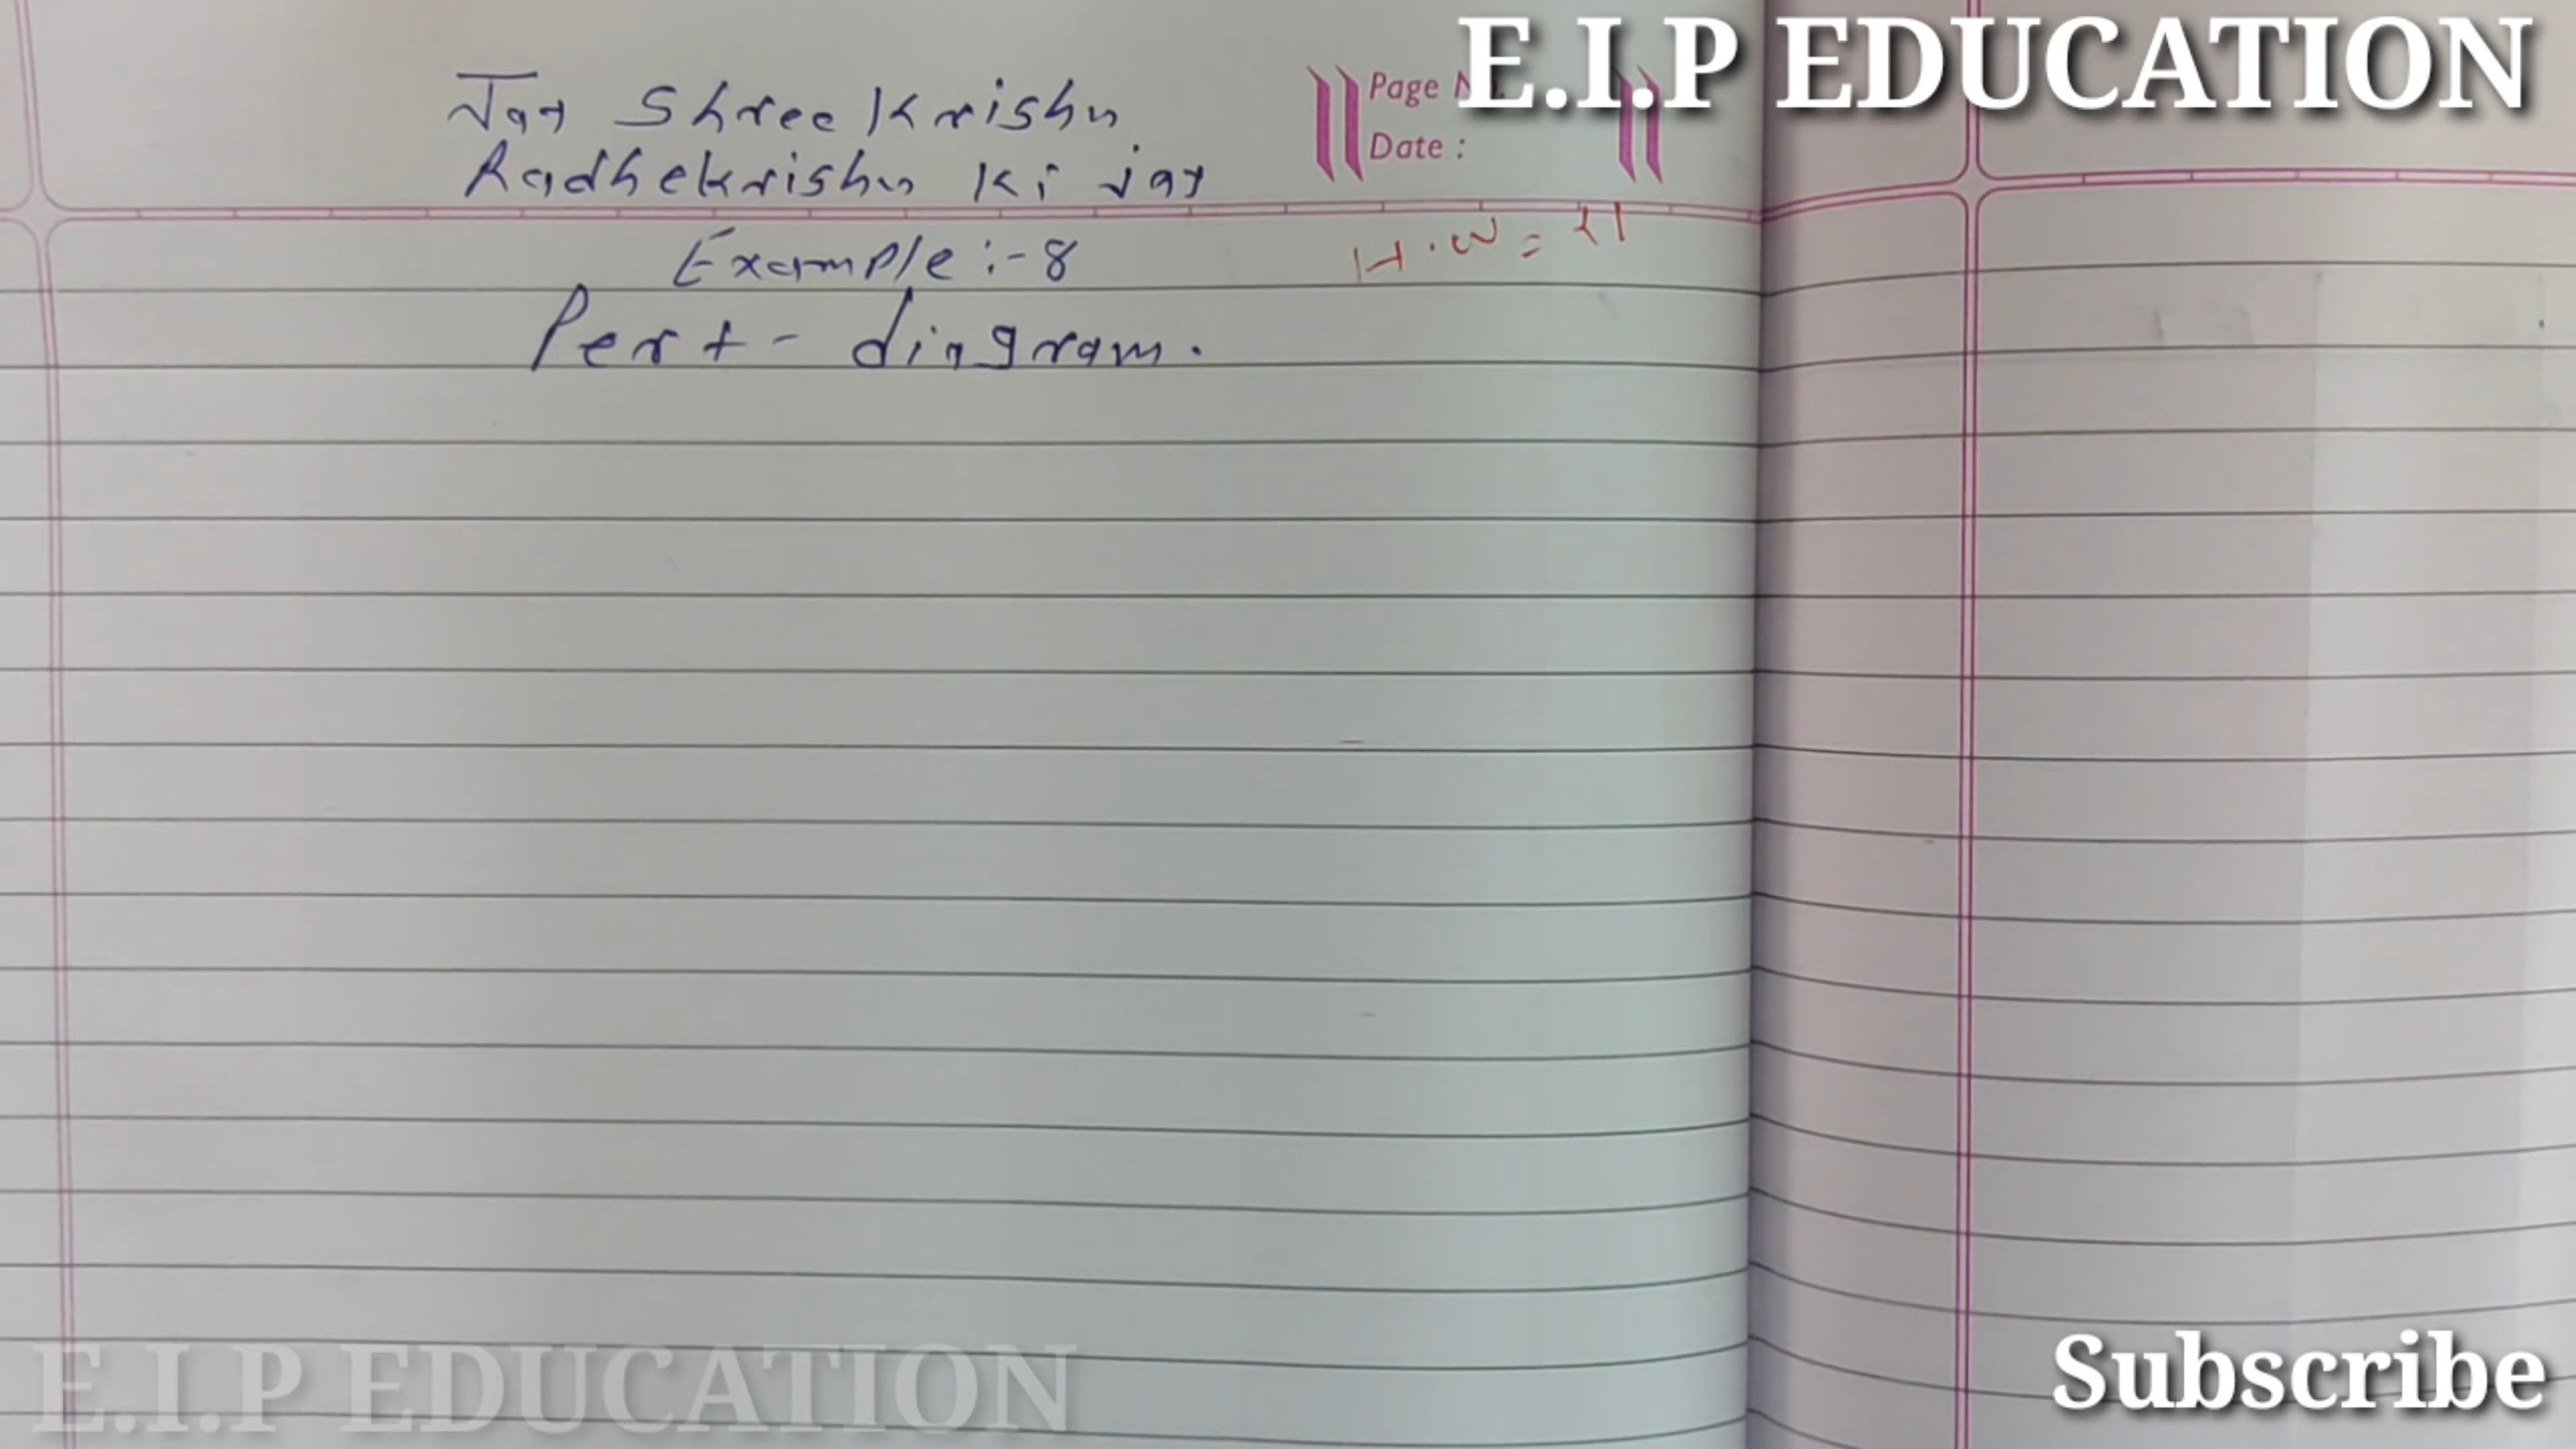 E.I.P EDUCATION
Jay Shree Krishn
Radhekrishn ki jay
Page N
Date :
Example :- 8
H.W = 21
Pert - diagram.
E.I.P EDUCATION
Subscribe